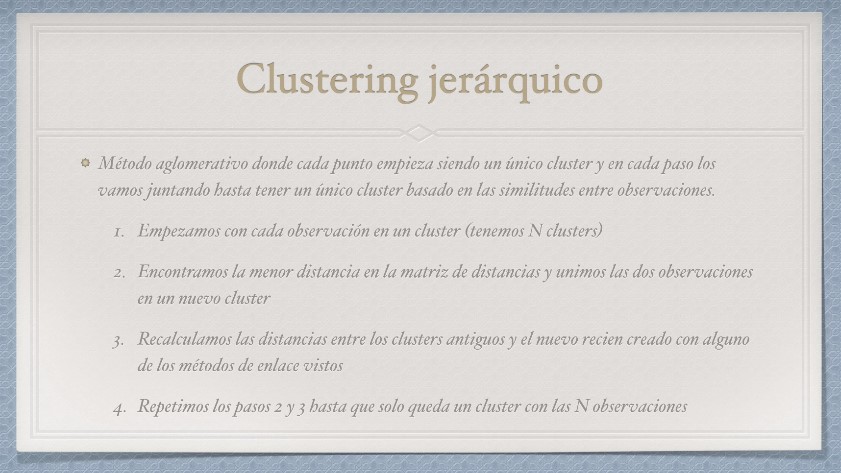 Clustering jerárquico
Método aglomerativo donde cada punto empieza siendo un único cluster y en cada paso los
vamos juntando hasta tener un único cluster basado en las similitudes entre observaciones.
1. Empezamos con cada observación en un cluster (tenemos N clusters)
2. Encontramos la menor distancia en la matriz de distancias y unimos las dos observaciones
en un nuevo cluster
3. Recalculamos las distancias entre los clusters antiguos y el nuevo recien creado con alguno
de los métodos de enlace vistos
4. Repetimos los pasos 2 y 3 hasta que solo queda un cluster con las N observaciones